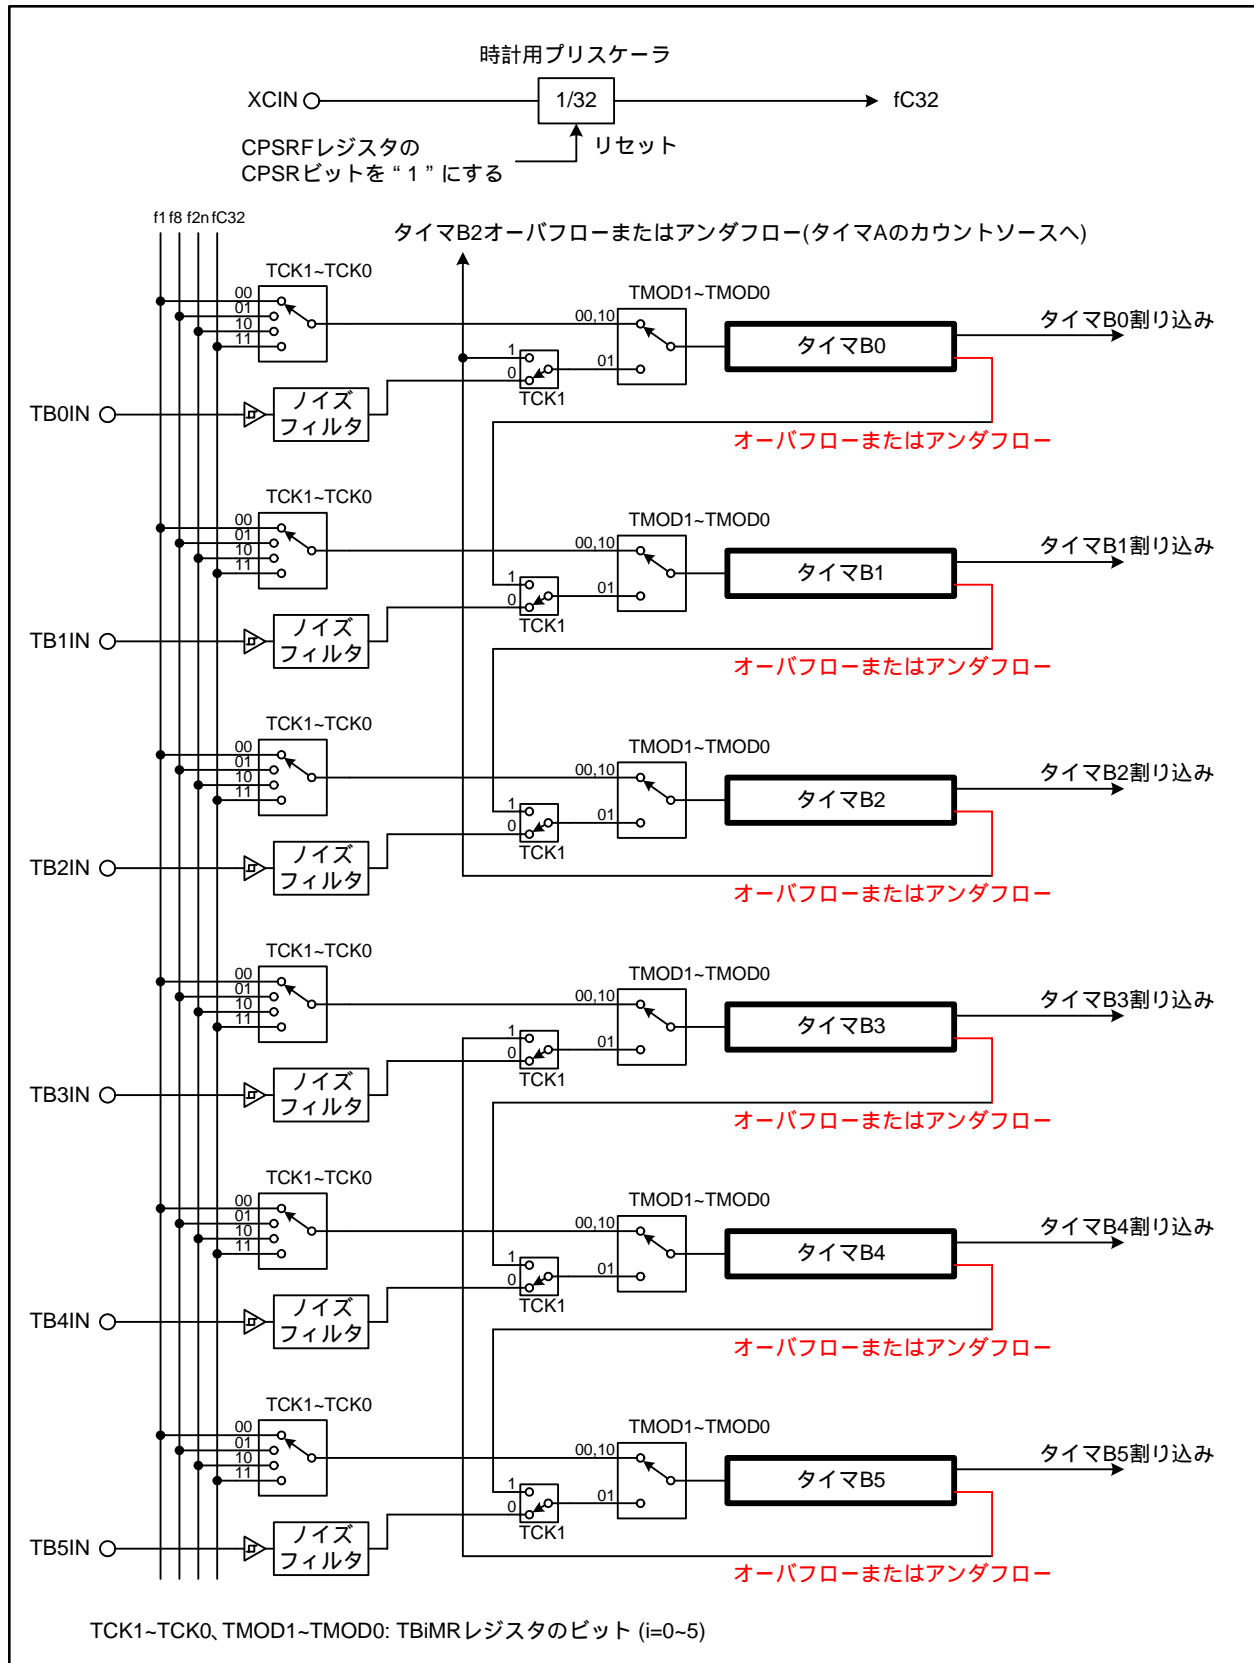 時計用プリスケーラ
XCIN
1/32
fC32
CPSRFレジスタの
CPSRビットを“1”にする
リセット
f1 f8 f2n fC32
タイマB2オーバフローまたはアンダフロー(タイマAのカウントソースへ)
TCK1~TCK0
00
01
10
11
TMOD1~TMOD0
00,10
01
1
0
TCK1
タイマB0
タイマB0割り込み
TB0IN
ノイズ
フィルタ
オーバフローまたはアンダフロー
TCK1~TCK0
00
01
10
11
TMOD1~TMOD0
00,10
01
1
0
TCK1
タイマB1
タイマB1割り込み
TB1IN
ノイズ
フィルタ
オーバフローまたはアンダフロー
TCK1~TCK0
00
01
10
11
TMOD1~TMOD0
00,10
01
1
0
TCK1
タイマB2
タイマB2割り込み
TB2IN
ノイズ
フィルタ
オーバフローまたはアンダフロー
TCK1~TCK0
00
01
10
11
TMOD1~TMOD0
00,10
01
1
0
TCK1
タイマB3
タイマB3割り込み
TB3IN
ノイズ
フィルタ
オーバフローまたはアンダフロー
TCK1~TCK0
00
01
10
11
TMOD1~TMOD0
00,10
01
1
0
TCK1
タイマB4
タイマB4割り込み
TB4IN
ノイズ
フィルタ
オーバフローまたはアンダフロー
TCK1~TCK0
00
01
10
11
TMOD1~TMOD0
00,10
01
1
0
TCK1
タイマB5
タイマB5割り込み
TB5IN
ノイズ
フィルタ
オーバフローまたはアンダフロー
TCK1~TCK0、TMOD1~TMOD0: TBiMRレジスタのビット (i=0~5)